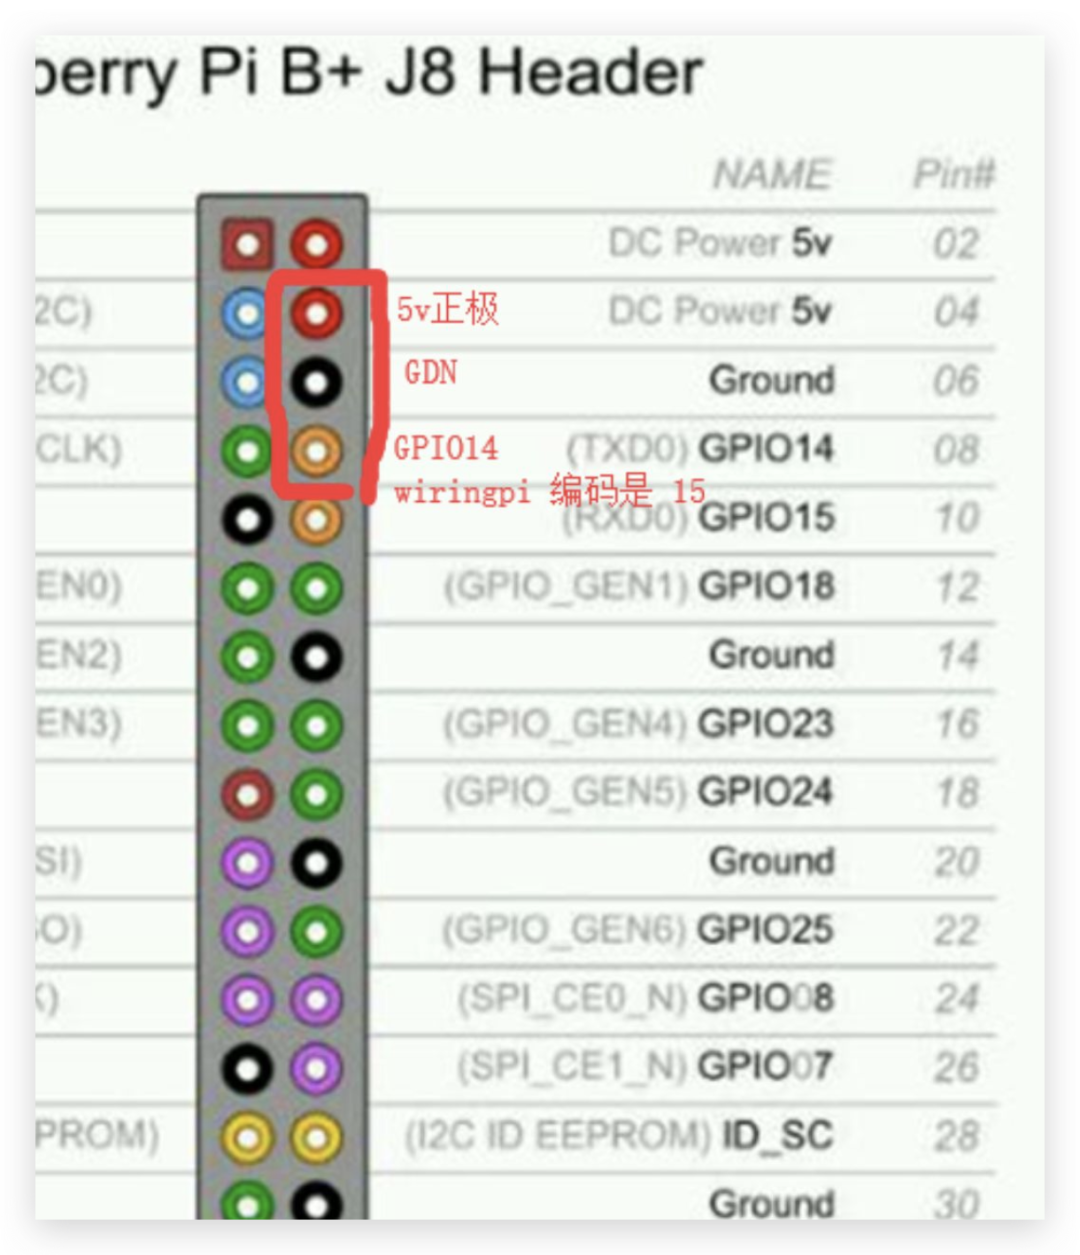 berry Pi B+ J8 Header
NAME Pin#
DC Power 5v 02
2C) 5v正极 DC Power 5v 04
2C) GDN Ground 06
CLK) GPIO14 (TXD0) GPIO14 08
wiringpi 编码是 15
(RXD0) GPIO15 10
EN0) (GPIO_GEN1) GPIO18 12
EN2) Ground 14
EN3) (GPIO_GEN4) GPIO23 16
(GPIO_GEN5) GPIO24 18
SI) Ground 20
O) (GPIO_GEN6) GPIO25 22
K) (SPI_CE0_N) GPIO08 24
(SPI_CE1_N) GPIO07 26
PROM) (I2C ID EEPROM) ID_SC 28
Ground 30